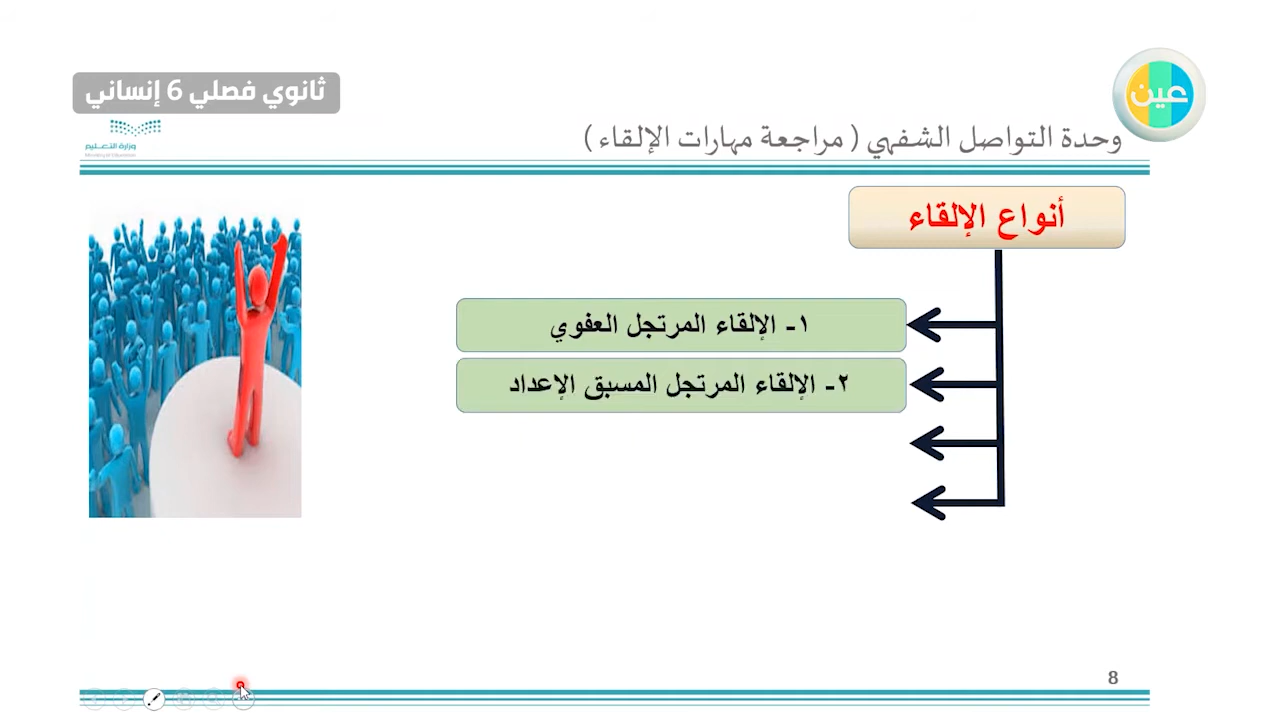 ثانوي فصلي 6 إنساني
عين
وزارة التعليم
Ministry of Education
وحدة التواصل الشفهي ( مراجعة مهارات الإلقاء )
أنواع الإلقاء
١- الإلقاء المرتجل العفوي
٢- الإلقاء المرتجل المسبق الإعداد
8